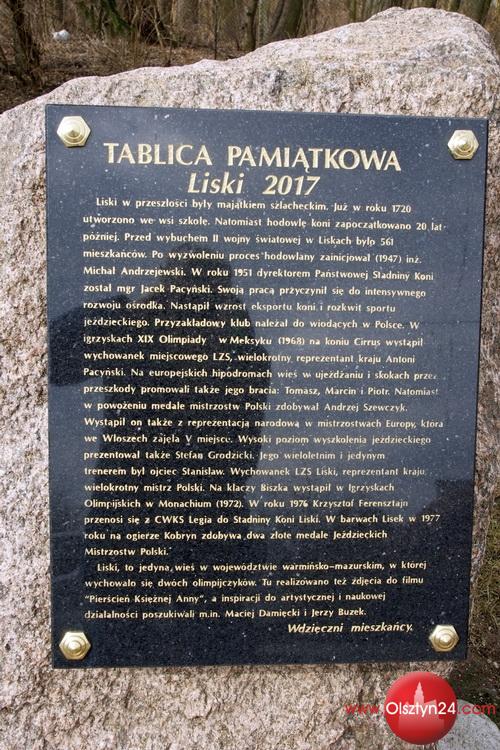 TABLICA PAMIĄTKOWA
Liski 2017
Liski w przeszłości były majątkiem szlacheckim. Już w roku 1720
utworzono we wsi szkołę. Natomiast hodowlę koni zapoczątkowano 20 lat
później. Przed wybuchem II wojny światowej w Liskach było 561
mieszkańców. Po wyzwoleniu proces hodowlany zainicjował (1947) inż.
Michał Andrzejewski. W roku 1951 dyrektorem Państwowej Stadniny Koni
został mgr Jacek Pacyński. Swoją pracą przyczynił się do intensywnego
rozwoju ośrodka. Nastąpił wzrost eksportu koni i rozkwit sportu
jeździeckiego. Przyzakładowy klub należał do wiodących w Polsce. W
igrzyskach XIX Olimpiady w Meksyku (1968) na koniu Cirrus wystąpił
wychowanek miejscowego LZS, wielokrotny reprezentant kraju Antoni
Pacyński. Na europejskich hipodromach wieś w ujeżdżaniu i skokach przez
przeszkody promowali także jego bracia: Tomasz, Marcin i Piotr. Natomiast
w powożeniu medale mistrzostw Polski zdobywał Andrzej Szewczyk.
Wystąpił on także z reprezentacją narodową w mistrzostwach Europy, która
we Włoszech zajęła V miejsce. Wysoki poziom wyszkolenia jeździeckiego
prezentował także Stefan Grodzicki. Jego wieloletnim i jedynym
trenerem był ojciec Stanisław. Wychowanek LZS Liski, reprezentant kraju,
wielokrotny mistrz Polski. Na klaczy Biszka wystąpił w Igrzyskach
Olimpijskich w Monachium (1972). W roku 1976 Krzysztof Ferensztajn
przenosi się z CWKS Legia do Stadniny Koni Liski. W barwach Lisek w 1977
roku na ogierze Kobryn zdobywa dwa złote medale Jeździeckich
Mistrzostw Polski.
Liski, to jedyna wieś w województwie warmińsko-mazurskim, w której
wychowało się dwóch olimpijczyków. Tu realizowano też zdjęcia do filmu
"Pierścień Księżnej Anny", a inspiracji do artystycznej i naukowej
działalności poszukiwali m.in. Maciej Damięcki i Jerzy Buzek.
Wdzięczni mieszkańcy.
www.Olsztyn24.com